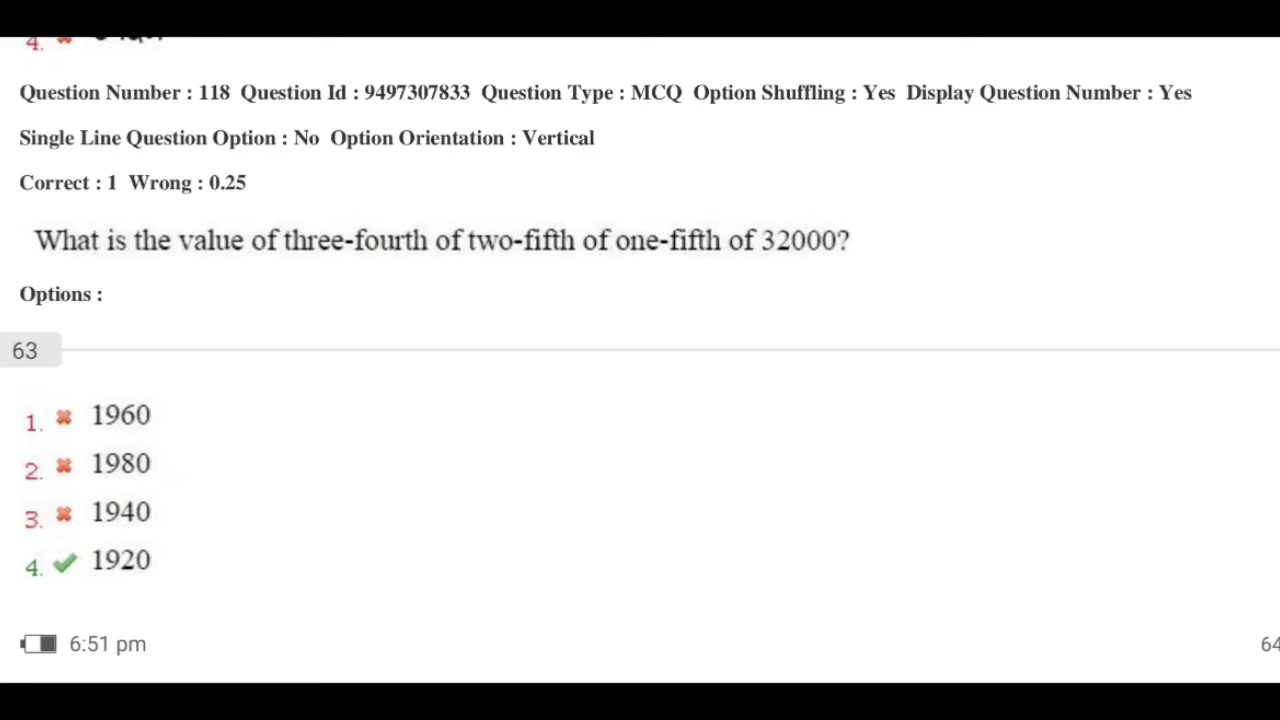 4.
Question Number : 118 Question Id : 9497307833 Question Type : MCQ Option Shuffling : Yes Display Question Number : Yes
Single Line Question Option : No Option Orientation : Vertical
Correct : 1 Wrong : 0.25
What is the value of three-fourth of two-fifth of one-fifth of 32000?
Options :
63
1. 1960
2. 1980
3. 1940
4. 1920
6:51 pm
64